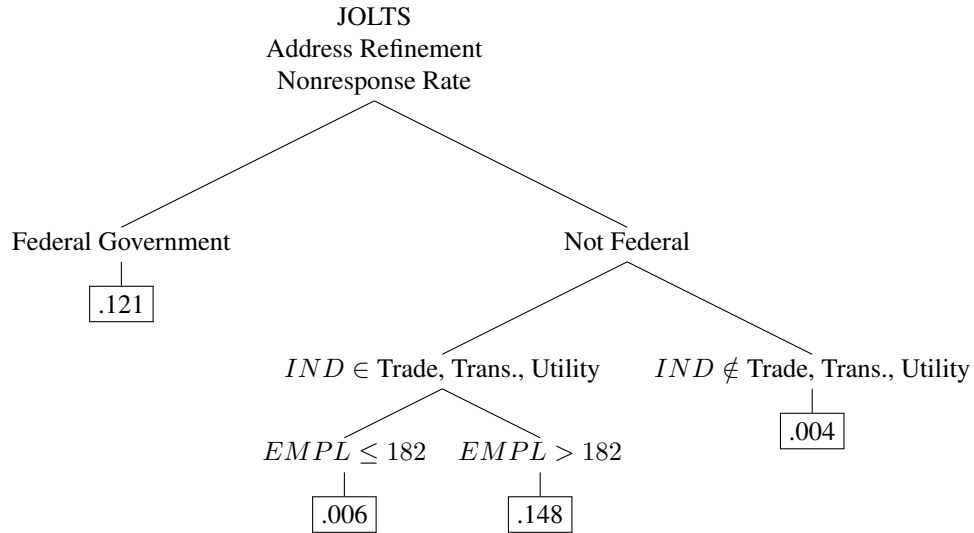 JOLTS
Address Refinement
Nonresponse Rate
Federal Government
Not Federal
.121
IND ∈ Trade, Trans., Utility
IND ∉ Trade, Trans., Utility
.004
EMPL ≤ 182
EMPL > 182
.006
.148